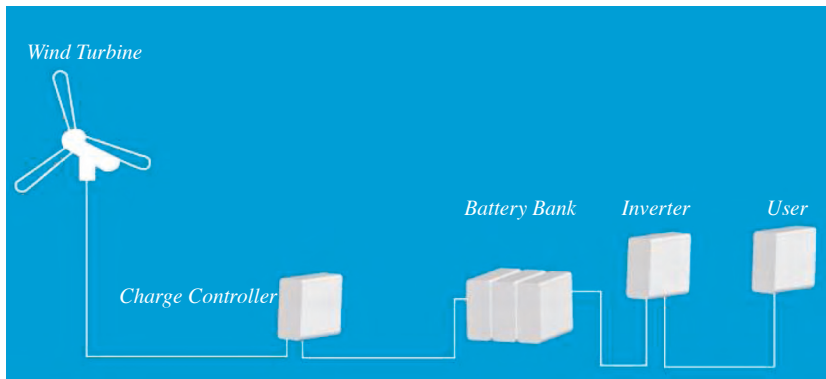 Wind Turbine
Battery Bank
Inverter
User
Charge Controller